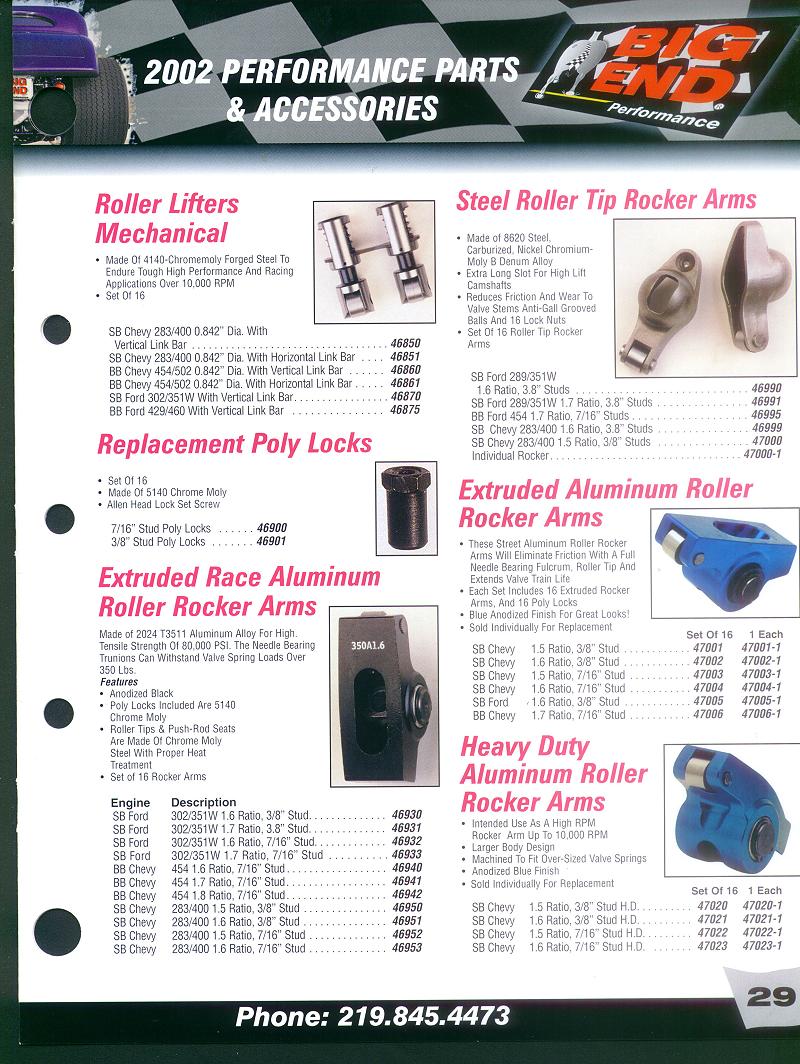 2002 PERFORMANCE PARTS
& ACCESSORIES
BIG
END
Performance
BIG
END
Roller Lifters
Mechanical
• Made Of 4140-Chromemoly Forged Steel To
Endure Tough High Performance And Racing
Applications Over 10,000 RPM
• Set Of 16
SB Chevy 283/400 0.842" Dia. With
Vertical Link Bar . . . . . . . . 46850
SB Chevy 283/400 0.842" Dia. With Horizontal Link Bar . . . . 46851
BB Chevy 454/502 0.842" Dia. With Vertical Link Bar . . . . . . 46860
BB Chevy 454/502 0.842" Dia. With Horizontal Link Bar . . . . . 46861
SB Ford 302/351W With Vertical Link Bar. . . . . . . . 46870
BB Ford 429/460 With Vertical Link Bar . . . . . . . . 46875
Replacement Poly Locks
• Set Of 16
• Made Of 5140 Chrome Moly
• Allen Head Lock Set Screw
7/16" Stud Poly Locks . . . . . . 46900
3/8" Stud Poly Locks . . . . . . . 46901
Extruded Race Aluminum
Roller Rocker Arms
Made of 2024 T3511 Aluminum Alloy For High.
Tensile Strength Of 80,000 PSI. The Needle Bearing
Trunions Can Withstand Valve Spring Loads Over
350 Lbs.
Features
• Anodized Black
• Poly Locks Included Are 5140
Chrome Moly
• Roller Tips & Push-Rod Seats
Are Made Of Chrome Moly
Steel With Proper Heat
Treatment
• Set of 16 Rocker Arms
350A1.6
Engine Description
SB Ford 302/351W 1.6 Ratio, 3/8" Stud. . . . . . . . 46930
SB Ford 302/351W 1.7 Ratio, 3.8" Stud. . . . . . . . 46931
SB Ford 302/351W 1.6 Ratio, 7/16" Stud. . . . . . . . 46932
SB Ford 302/351W 1.7 Ratio, 7/16" Stud . . . . . . . . 46933
BB Chevy 454 1.6 Ratio, 7/16" Stud. . . . . . . . 46940
BB Chevy 454 1.7 Ratio, 7/16" Stud. . . . . . . . 46941
BB Chevy 454 1.8 Ratio, 7/16" Stud. . . . . . . . 46942
SB Chevy 283/400 1.5 Ratio, 3/8" Stud . . . . . . . . 46950
SB Chevy 283/400 1.6 Ratio, 3/8" Stud . . . . . . . . 46951
SB Chevy 283/400 1.5 Ratio, 7/16" Stud . . . . . . . . 46952
SB Chevy 283/400 1.6 Ratio, 7/16" Stud . . . . . . . . 46953
Steel Roller Tip Rocker Arms
• Made of 8620 Steel,
Carburized, Nickel Chromium-
Moly B Denum Alloy
• Extra Long Slot For High Lift
Camshafts
• Reduces Friction And Wear To
Valve Stems Anti-Gall Grooved
Balls And 16 Lock Nuts
• Set Of 16 Roller Tip Rocker
Arms
SB Ford 289/351W
1.6 Ratio, 3.8" Studs . . . . . . . . 46990
SB Ford 289/351W 1.7 Ratio, 3.8" Studs . . . . . . . . 46991
BB Ford 454 1.7 Ratio, 7/16" Studs . . . . . . . . 46995
SB Chevy 283/400 1.6 Ratio, 3.8" Studs . . . . . . . . 46999
SB Chevy 283/400 1.5 Ratio, 3/8" Studs . . . . . . . . 47000
Individual Rocker. . . . . . . . 47000-1
Extruded Aluminum Roller
Rocker Arms
• These Street Aluminum Roller Rocker
Arms Will Eliminate Friction With A Full
Needle Bearing Fulcrum, Roller Tip And
Extends Valve Train Life
• Each Set Includes 16 Extruded Rocker
Arms, And 16 Poly Locks
• Blue Anodized Finish For Great Looks!
• Sold Individually For Replacement
Set Of 16 1 Each
SB Chevy 1.5 Ratio, 3/8" Stud . . . . . . . . 47001 47001-1
SB Chevy 1.6 Ratio, 3/8" Stud . . . . . . . . 47002 47002-1
SB Chevy 1.5 Ratio, 7/16" Stud . . . . . . . . 47003 47003-1
SB Chevy 1.6 Ratio, 7/16" Stud . . . . . . . . 47004 47004-1
SB Ford 1.6 Ratio, 3/8" Stud . . . . . . . . 47005 47005-1
BB Chevy 1.7 Ratio, 7/16" Stud . . . . . . . . 47006 47006-1
Heavy Duty
Aluminum Roller
Rocker Arms
• Intended Use As A High RPM
Rocker Arm Up To 10,000 RPM
• Larger Body Design
• Machined To Fit Over-Sized Valve Springs
• Anodized Blue Finish
• Sold Individually For Replacement
Set Of 16 1 Each
SB Chevy 1.5 Ratio, 3/8" Stud H.D. . . . . . . . . 47020 47020-1
SB Chevy 1.6 Ratio, 3/8" Stud H.D. . . . . . . . . 47021 47021-1
SB Chevy 1.5 Ratio, 7/16" Stud H.D. . . . . . . . 47022 47022-1
SB Chevy 1.6 Ratio, 7/16" Stud H.D. . . . . . . . 47023 47023-1
29
Phone: 219.845.4473